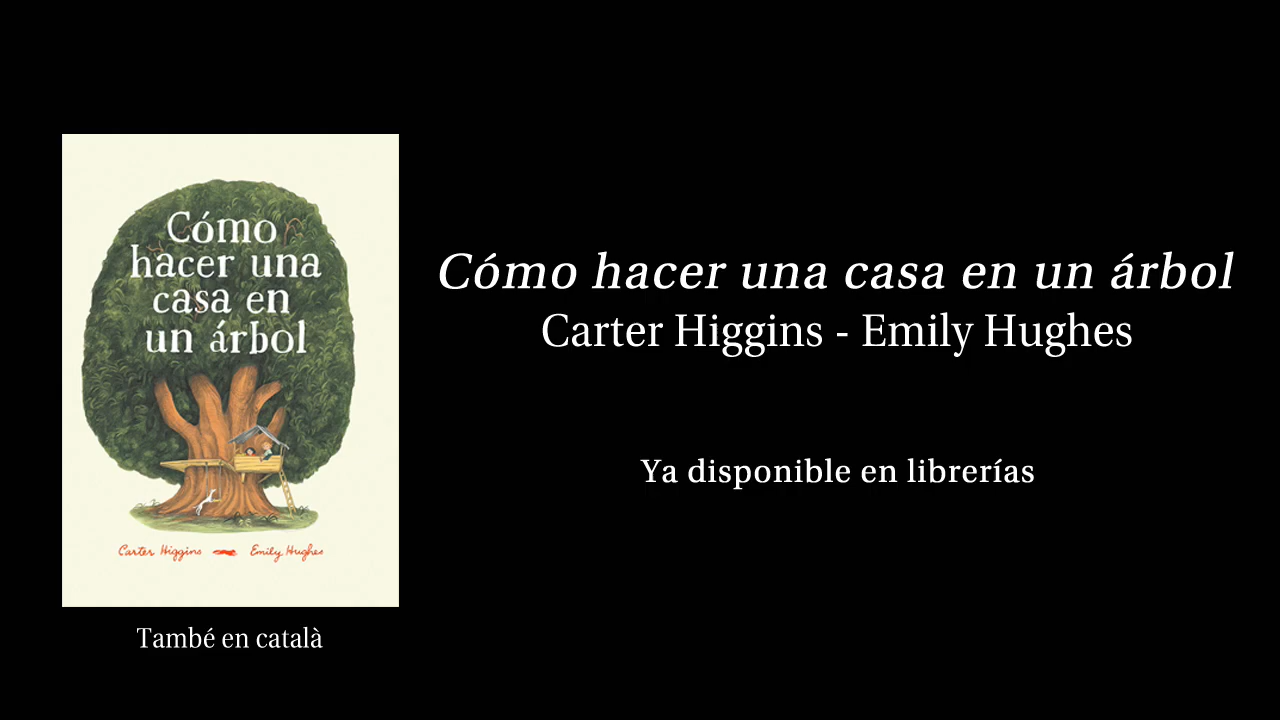 Cómo
hacer una
casa en
un árbol
Carter Higgins Emily Hughes
També en català
Cómo hacer una casa en un árbol
Carter Higgins - Emily Hughes
Ya disponible en librerías